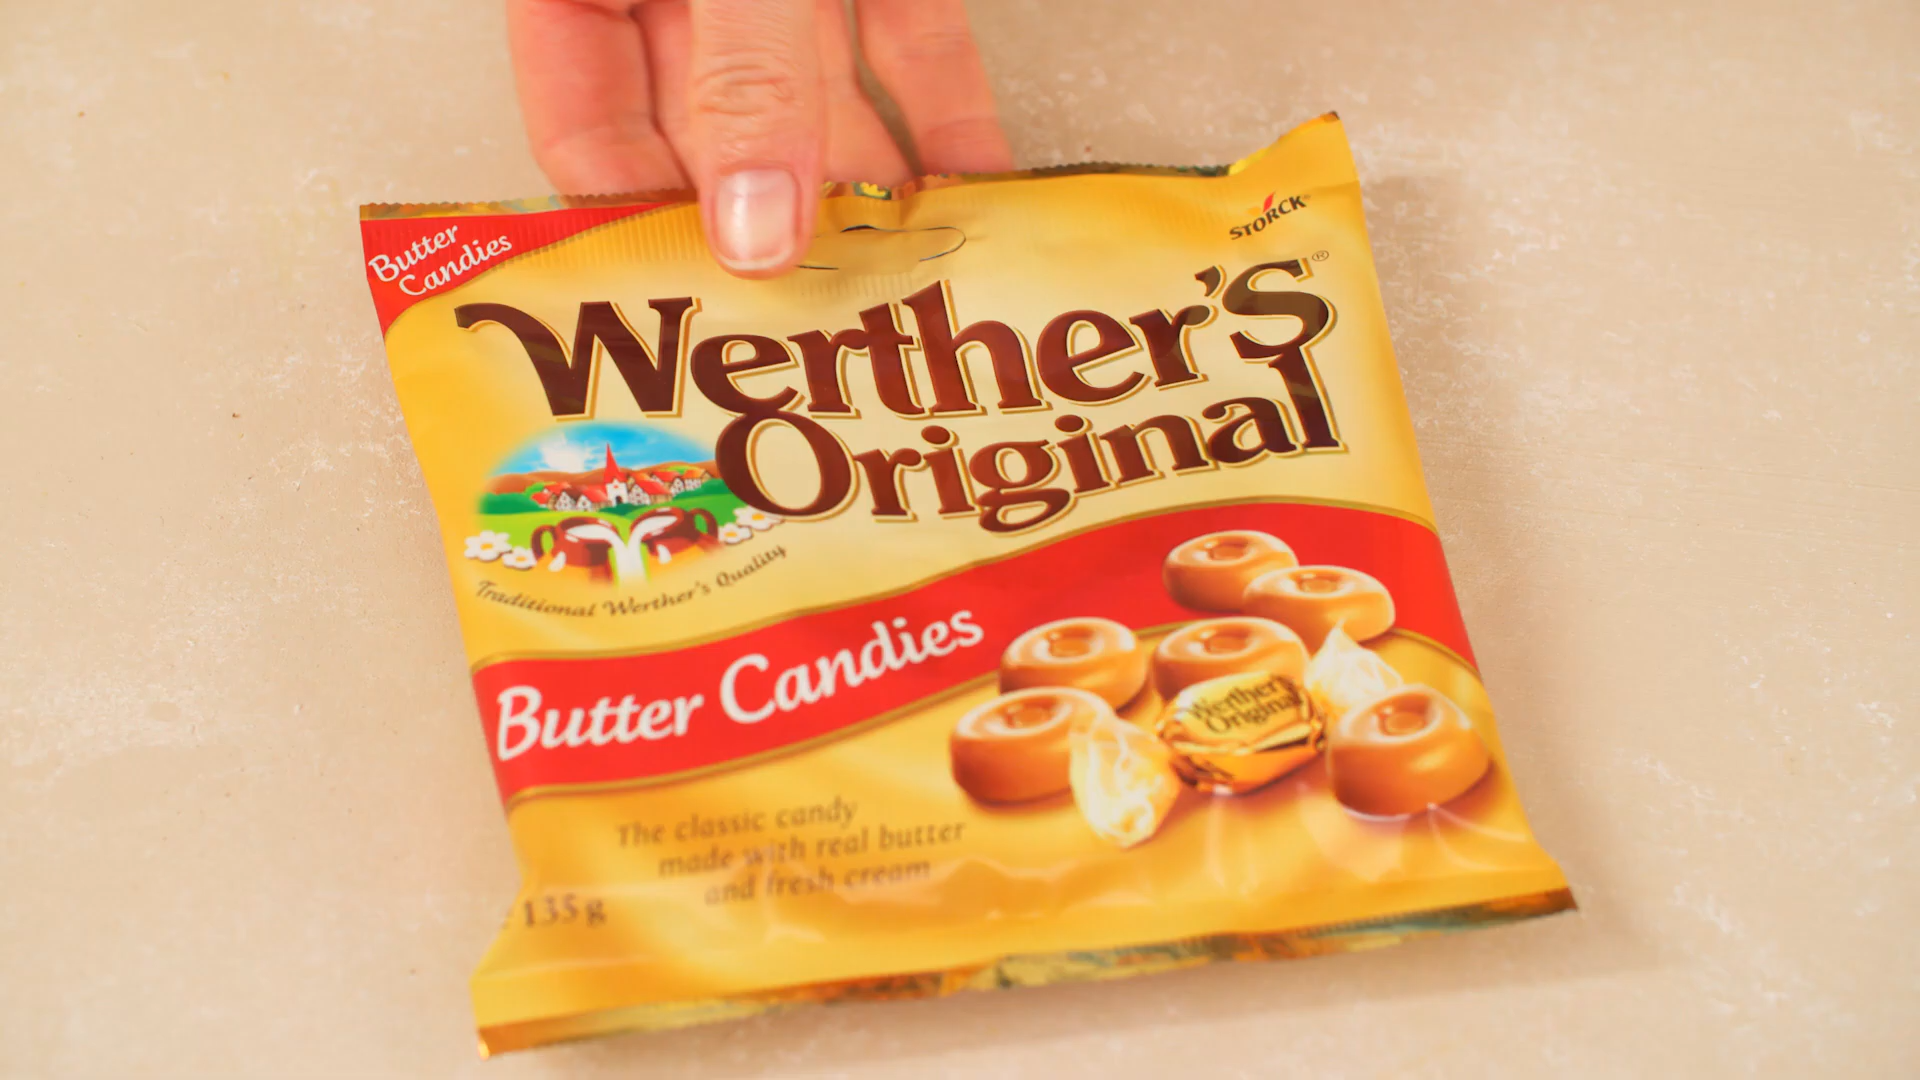 Butter
Candies
STORCK®
Werther's®
Original
Traditional Werther's Quality
Butter Candies
Werther's
Original
The classic candy
made with real butter
and fresh cream
135 g